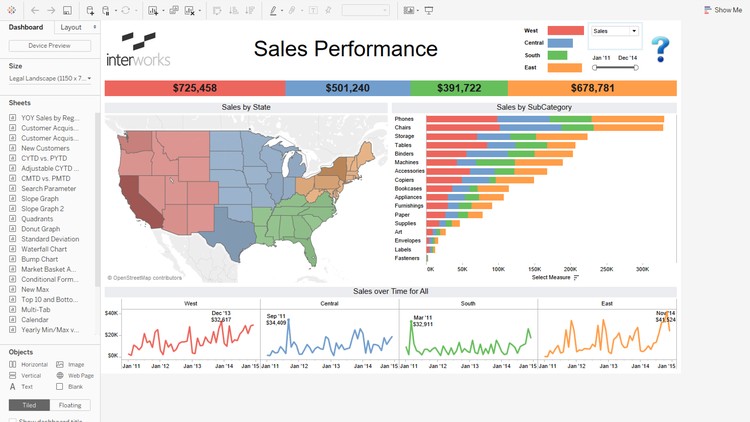 Show Me
Dashboard
Layout
Device Preview
Size
Legal Landscape (1150 x 7...
Sheets
YOY Sales by Reg...
Customer Acquis...
Customer Acquis...
New Customers
CYTD vs. PYTD
Adjustable CYTD ...
CMTD vs. PMTD
Search Parameter
Slope Graph
Slope Graph 2
Quadrants
Donut Graph
Standard Deviation
Waterfall Chart
Bump Chart
Market Basket A...
Conditional Form...
New Max
Top 10 and Botto...
Multi-Tab
Calendar
Yearly Min/Max v...
Objects
Horizontal
Image
Vertical
Web Page
Text
Blank
Tiled
Floating
Show dashboard title
interworks
Sales Performance
West
Central
South
East
Sales
Jan '11
Dec '14
?
$725,458
$501,240
$391,722
$678,781
Sales by State
© OpenStreetMap contributors
Sales by SubCategory
Phones
Chairs
Storage
Tables
Binders
Machines
Accessories
Copiers
Bookcases
Appliances
Furnishings
Paper
Supplies
Art
Envelopes
Labels
Fasteners
0K 50K 100K 150K 200K 250K 300K
Select Measure
Sales over Time for All
West Central South East
$40K
$20K
$0K
Dec '13
$32,617
Sep '11
$34,409
Mar '11
$32,911
Nov '14
$41,524
Jan '11 Jan '12 Jan '13 Jan '14 Jan '15
Jan '11 Jan '12 Jan '13 Jan '14 Jan '15
Jan '11 Jan '12 Jan '13 Jan '14 Jan '15
Jan '11 Jan '12 Jan '13 Jan '14 Jan '15